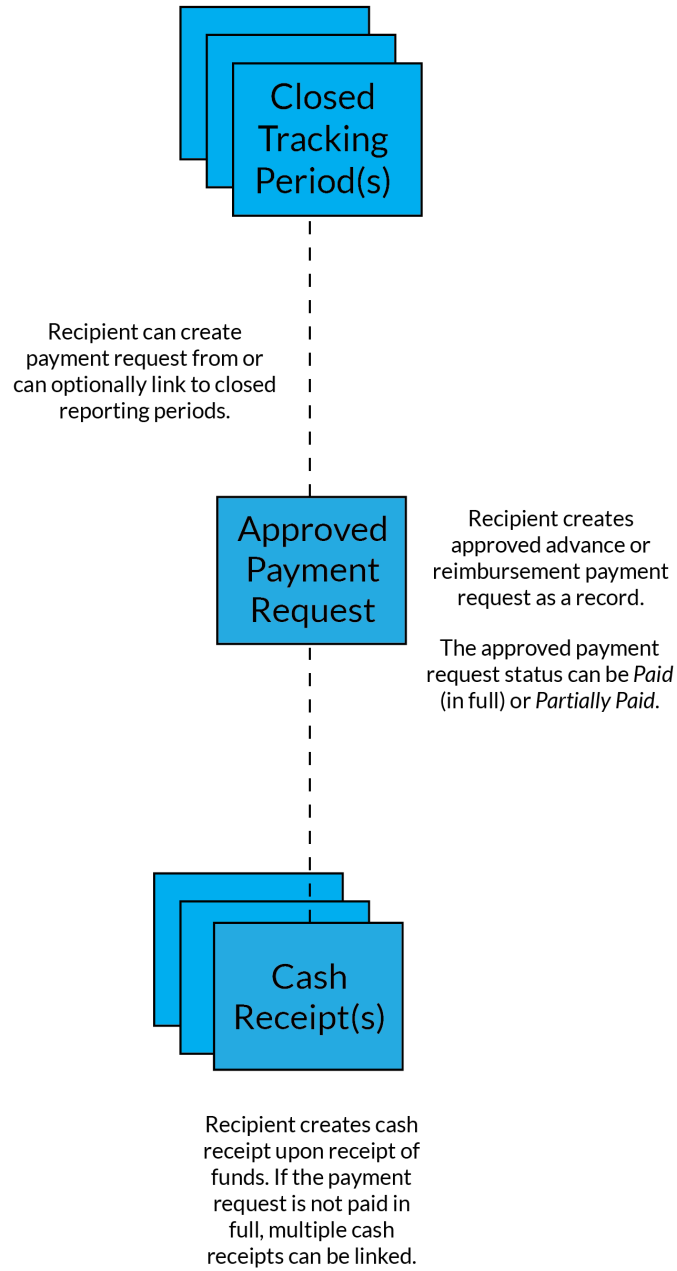 Closed
Tracking
Period(s)
Recipient can create
payment request from or
can optionally link to closed
reporting periods.
Approved
Payment
Request
Recipient creates
approved advance or
reimbursement payment
request as a record.
The approved payment
request status can be Paid
(in full) or Partially Paid.
Cash
Receipt(s)
Recipient creates cash
receipt upon receipt of
funds. If the payment
request is not paid in
full, multiple cash
receipts can be linked.